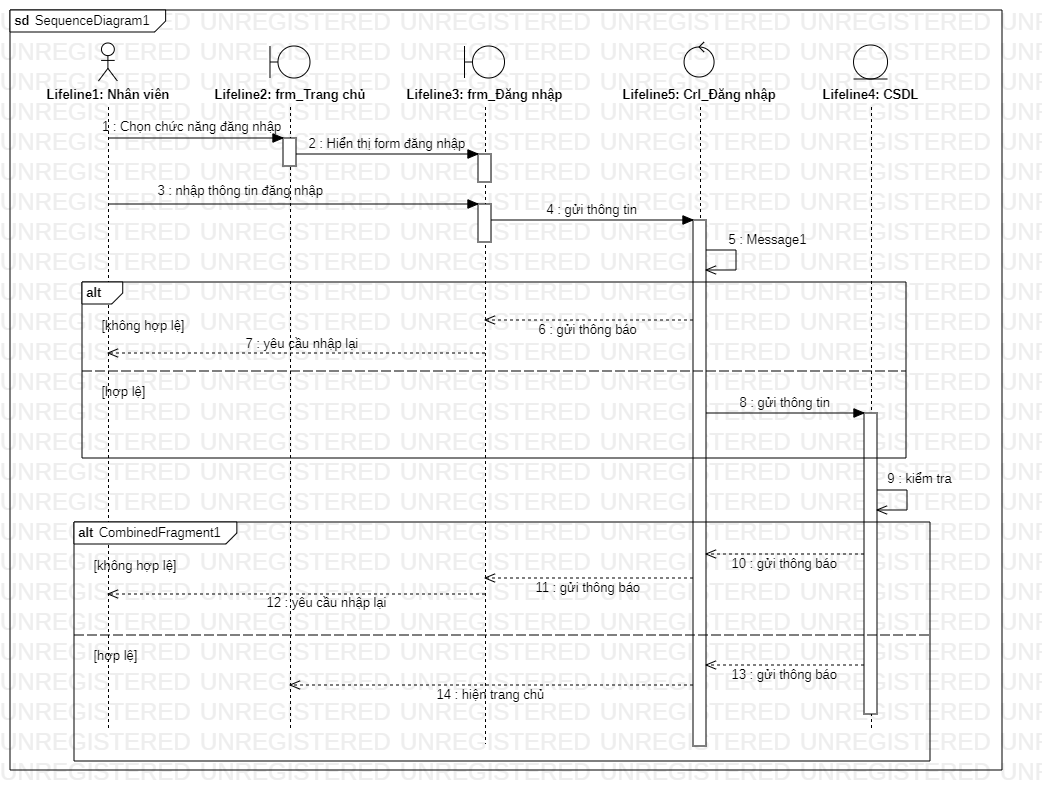 sd SequenceDiagram1
Lifeline1: Nhân viên
Lifeline2: frm_Trang chủ
Lifeline3: frm_Đăng nhập
Lifeline5: Crl_Đăng nhập
Lifeline4: CSDL
1 : Chọn chức năng đăng nhập
2 : Hiển thị form đăng nhập
3 : nhập thông tin đăng nhập
4 : gửi thông tin
5 : Message1
alt
[không hợp lệ]
6 : gửi thông báo
7 : yêu cầu nhập lại
[hợp lệ]
8 : gửi thông tin
9 : kiểm tra
alt CombinedFragment1
[không hợp lệ]
10 : gửi thông báo
11 : gửi thông báo
12 : yêu cầu nhập lại
[hợp lệ]
13 : gửi thông báo
14 : hiện trang chủ
UNREGISTERED